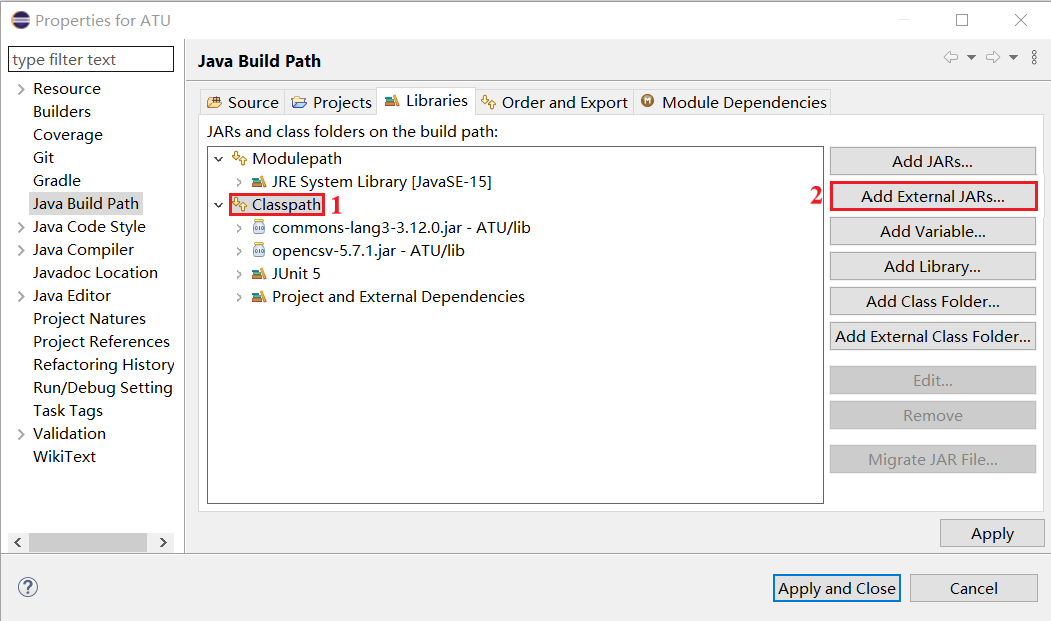 Properties for ATU
type filter text
Resource
Builders
Coverage
Git
Gradle
Java Build Path
Java Code Style
Java Compiler
Javadoc Location
Java Editor
Project Natures
Project References
Refactoring History
Run/Debug Setting
Task Tags
Validation
WikiText
Java Build Path
Source
Projects
Libraries
Order and Export
Module Dependencies
JARs and class folders on the build path:
Modulepath
JRE System Library [JavaSE-15]
Classpath 1
commons-lang3-3.12.0.jar - ATU/lib
opencsv-5.7.1.jar - ATU/lib
JUnit 5
Project and External Dependencies
Add JARs...
2 Add External JARs...
Add Variable...
Add Library...
Add Class Folder...
Add External Class Folder...
Edit...
Remove
Migrate JAR File...
Apply
Apply and Close
Cancel